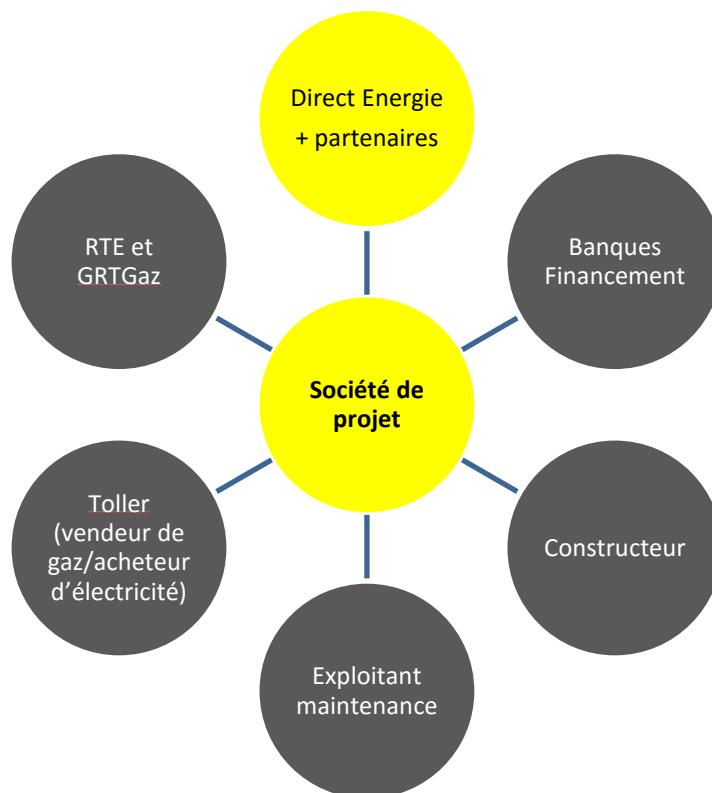 Direct Energie
+ partenaires
RTE et
GRTGaz
Banques
Financement
Société de
projet
Toller
(vendeur de
gaz/acheteur
d’électricité)
Constructeur
Exploitant
maintenance